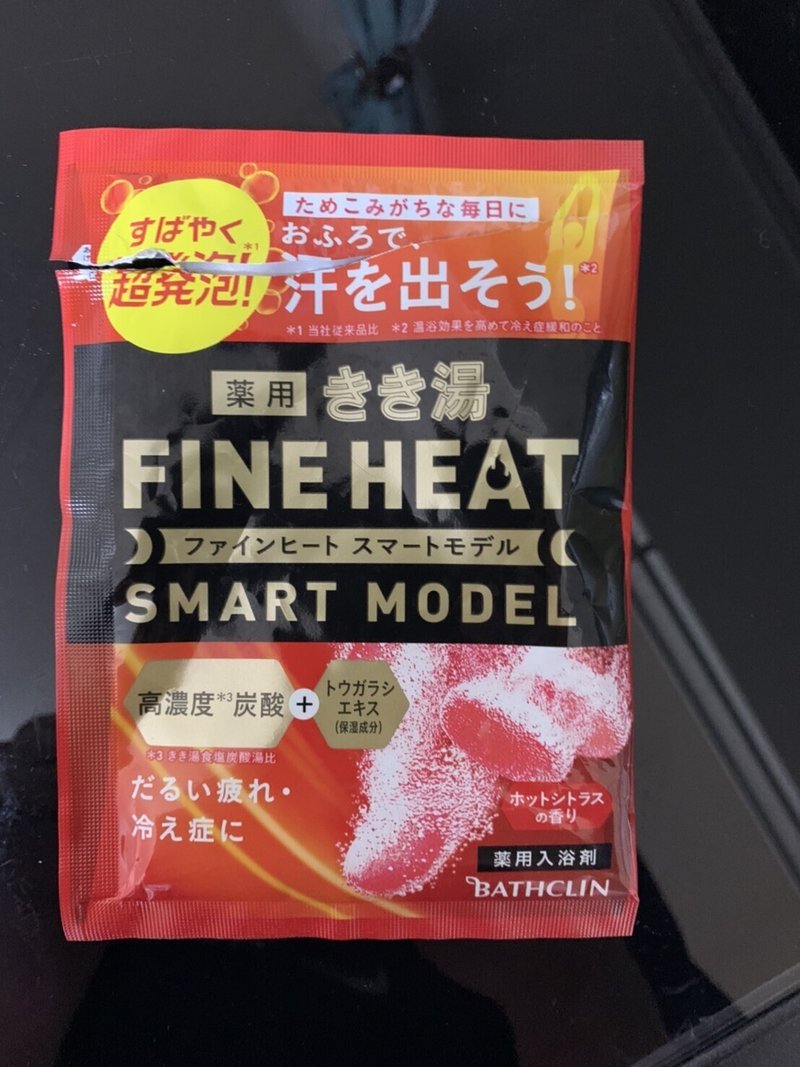 すばやく
超発泡!*1
ためこみがちな毎日に
おふろで、
汗を出そう!*2
*1 当社従来品比 *2 温浴効果を高めて冷え症緩和のこと
薬用 きき湯
FINE HEAT
ファインヒート スマートモデル
SMART MODEL
高濃度*3炭酸 + トウガラシ
エキス
(保湿成分)
*3 きき湯食塩炭酸湯比
だるい疲れ・
冷え症に
ホットシトラス
の香り
薬用入浴剤
BATHCLIN